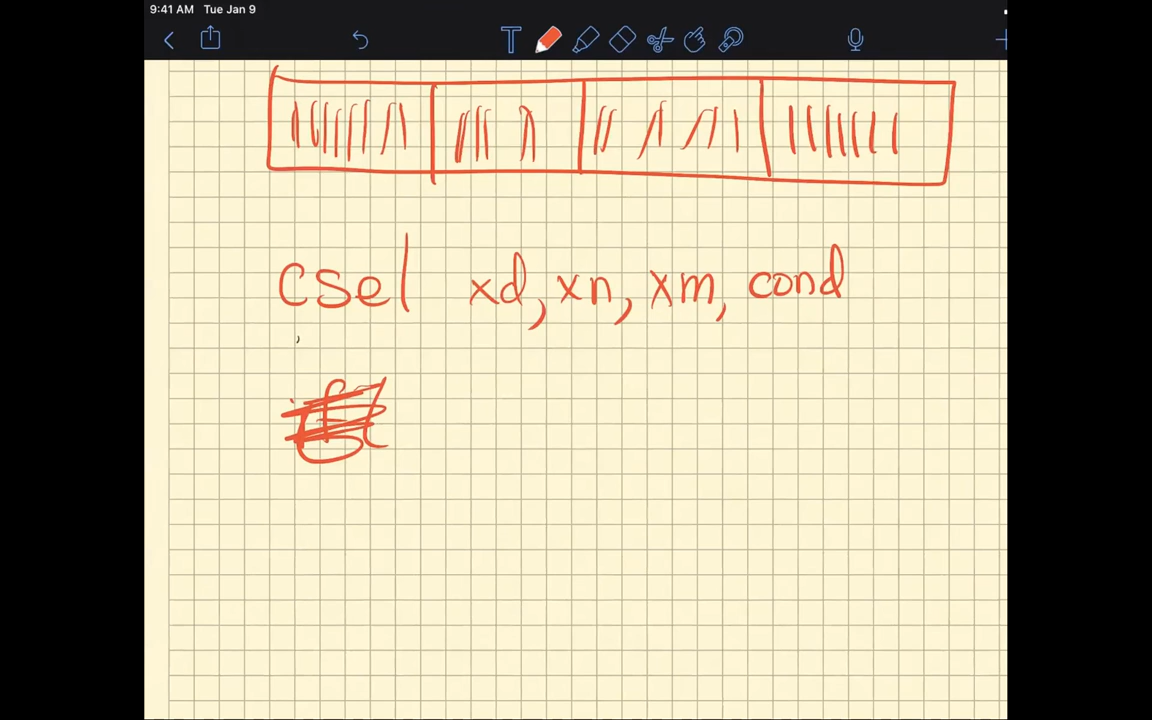 9:41 AM Tue Jan 9
T
csel xd, xn, xm, cond